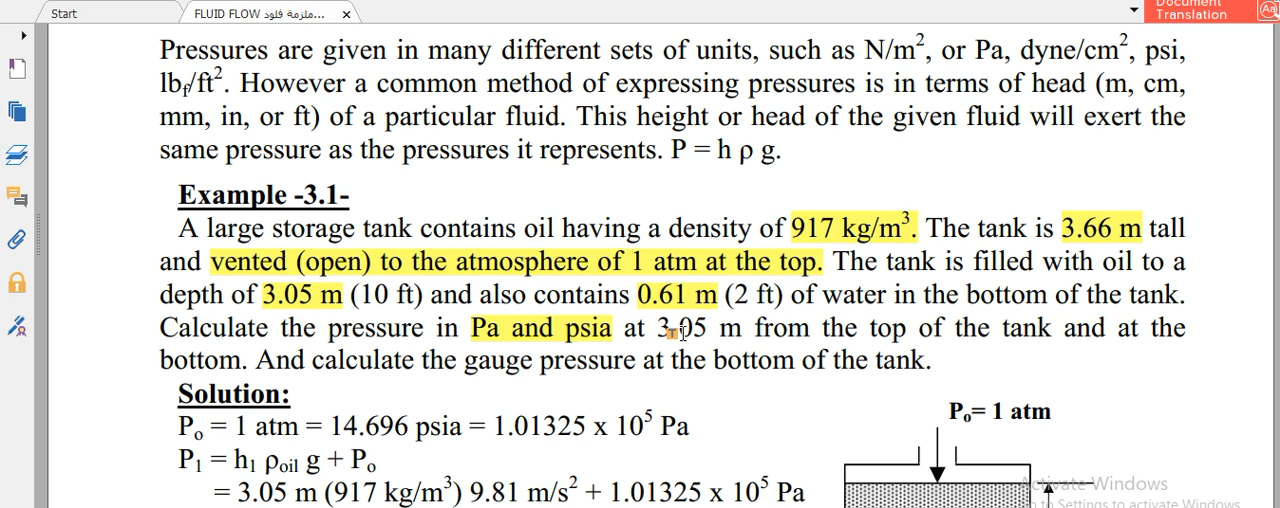 Start
FLUID FLOW ملزمة فلود...
Document
Translation
Pressures are given in many different sets of units, such as N/m², or Pa, dyne/cm², psi,
lbf/ft². However a common method of expressing pressures is in terms of head (m, cm,
mm, in, or ft) of a particular fluid. This height or head of the given fluid will exert the
same pressure as the pressures it represents. P = h ρ g.
Example -3.1-
A large storage tank contains oil having a density of 917 kg/m³. The tank is 3.66 m tall
and vented (open) to the atmosphere of 1 atm at the top. The tank is filled with oil to a
depth of 3.05 m (10 ft) and also contains 0.61 m (2 ft) of water in the bottom of the tank.
Calculate the pressure in Pa and psia at 3.05 m from the top of the tank and at the
bottom. And calculate the gauge pressure at the bottom of the tank.
Solution:
Pₒ = 1 atm = 14.696 psia = 1.01325 x 10⁵ Pa
P₁ = h₁ ρoil g + Pₒ
= 3.05 m (917 kg/m³) 9.81 m/s² + 1.01325 x 10⁵ Pa
Pₒ= 1 atm
Activate Windows
to Settings to activate Windows